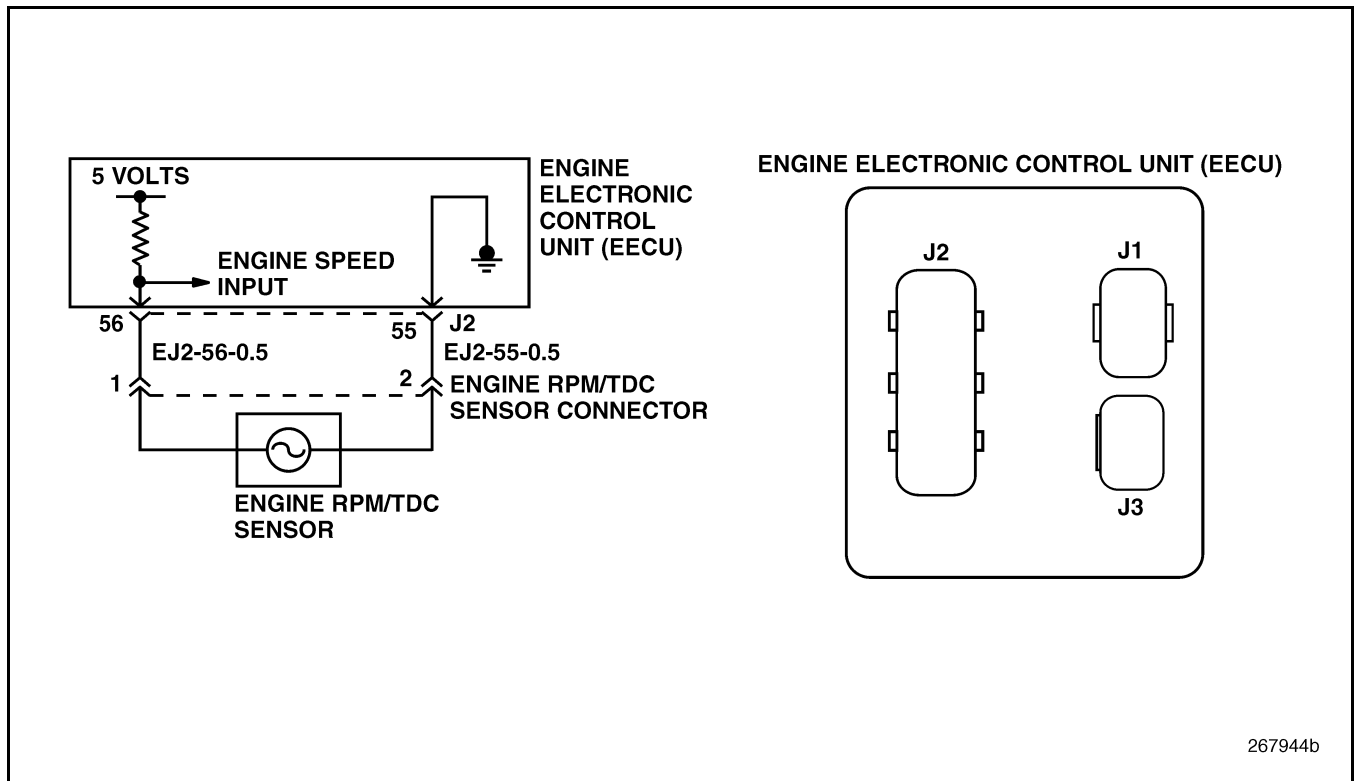 5 VOLTS
ENGINE SPEED
INPUT
ENGINE
ELECTRONIC
CONTROL
UNIT (EECU)
56
55
J2
EJ2-56-0.5
EJ2-55-0.5
1
2
ENGINE RPM/TDC
SENSOR CONNECTOR
ENGINE RPM/TDC
SENSOR
ENGINE ELECTRONIC CONTROL UNIT (EECU)
J2
J1
J3
267944b